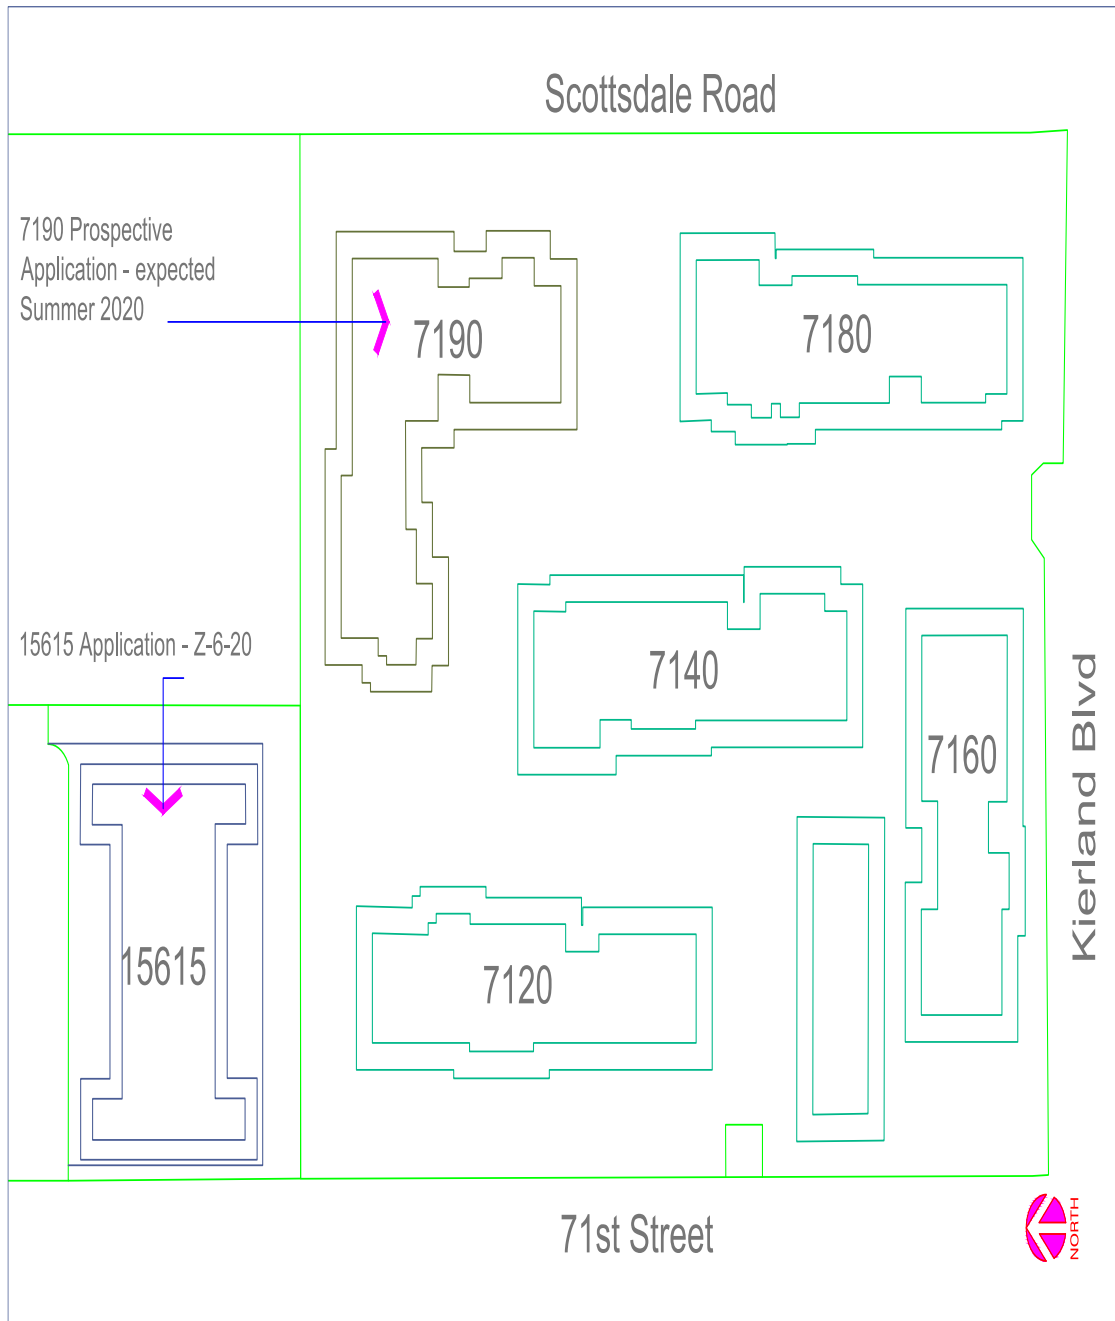 Scottsdale Road
7190 Prospective
Application - expected
Summer 2020
7190
7180
15615 Application - Z-6-20
7140
7160
Kierland Blvd
15615
7120
71st Street
NORTH